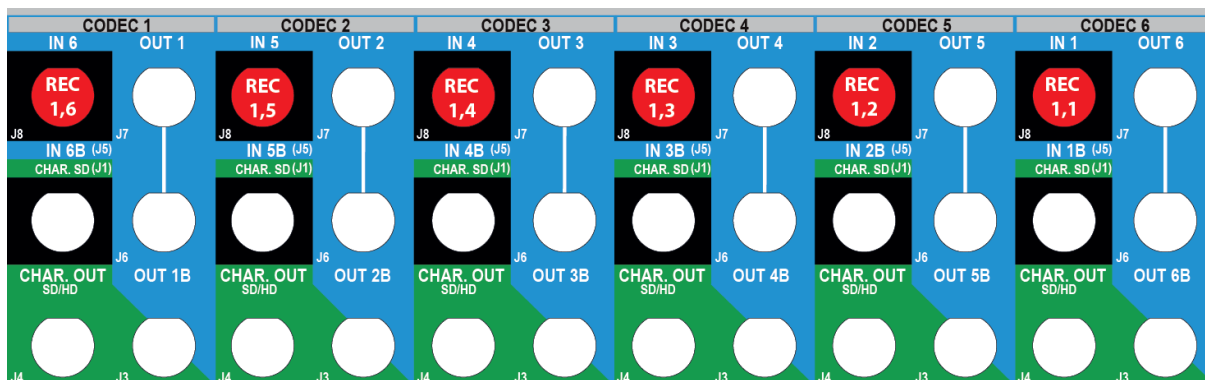 CODEC 1 CODEC 2 CODEC 3 CODEC 4 CODEC 5 CODEC 6
IN 6 OUT 1 IN 5 OUT 2 IN 4 OUT 3 IN 3 OUT 4 IN 2 OUT 5 IN 1 OUT 6
REC REC REC REC REC REC
1,6 1,5 1,4 1,3 1,2 1,1
J8 J7 J8 J7 J8 J7 J8 J7 J8 J7 J8 J7
IN 6B (J5) IN 5B (J5) IN 4B (J5) IN 3B (J5) IN 2B (J5) IN 1B (J5)
CHAR. SD (J1) CHAR. SD (J1) CHAR. SD (J1) CHAR. SD (J1) CHAR. SD (J1) CHAR. SD (J1)
J6 J6 J6 J6 J6 J6
CHAR. OUT OUT 1B CHAR. OUT OUT 2B CHAR. OUT OUT 3B CHAR. OUT OUT 4B CHAR. OUT OUT 5B CHAR. OUT OUT 6B
SD/HD SD/HD SD/HD SD/HD SD/HD SD/HD
J4 J3 J4 J3 J4 J3 J4 J3 J4 J3 J4 J3